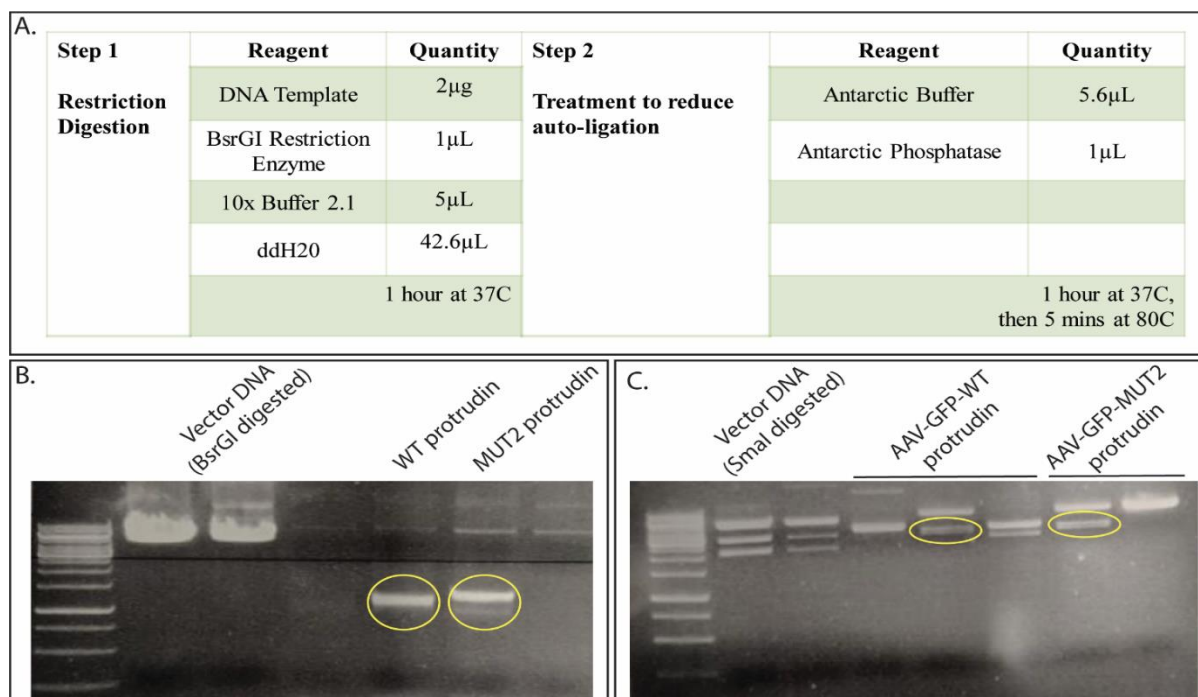 A.
Step 1
Reagent
Quantity
Step 2
Reagent
Quantity
Restriction
Digestion
DNA Template
2µg
Treatment to reduce
auto-ligation
Antarctic Buffer
5.6µL
BsrGI Restriction
Enzyme
1µL
Antarctic Phosphatase
1µL
10x Buffer 2.1
5µL
ddH20
42.6µL
1 hour at 37C
1 hour at 37C,
then 5 mins at 80C
B.
Vector DNA
(BsrGI digested)
WT protrudin
MUT2 protrudin
C.
Vector DNA
(SmaI digested)
AAV-GFP-WT
protrudin
AAV-GFP-MUT2
protrudin